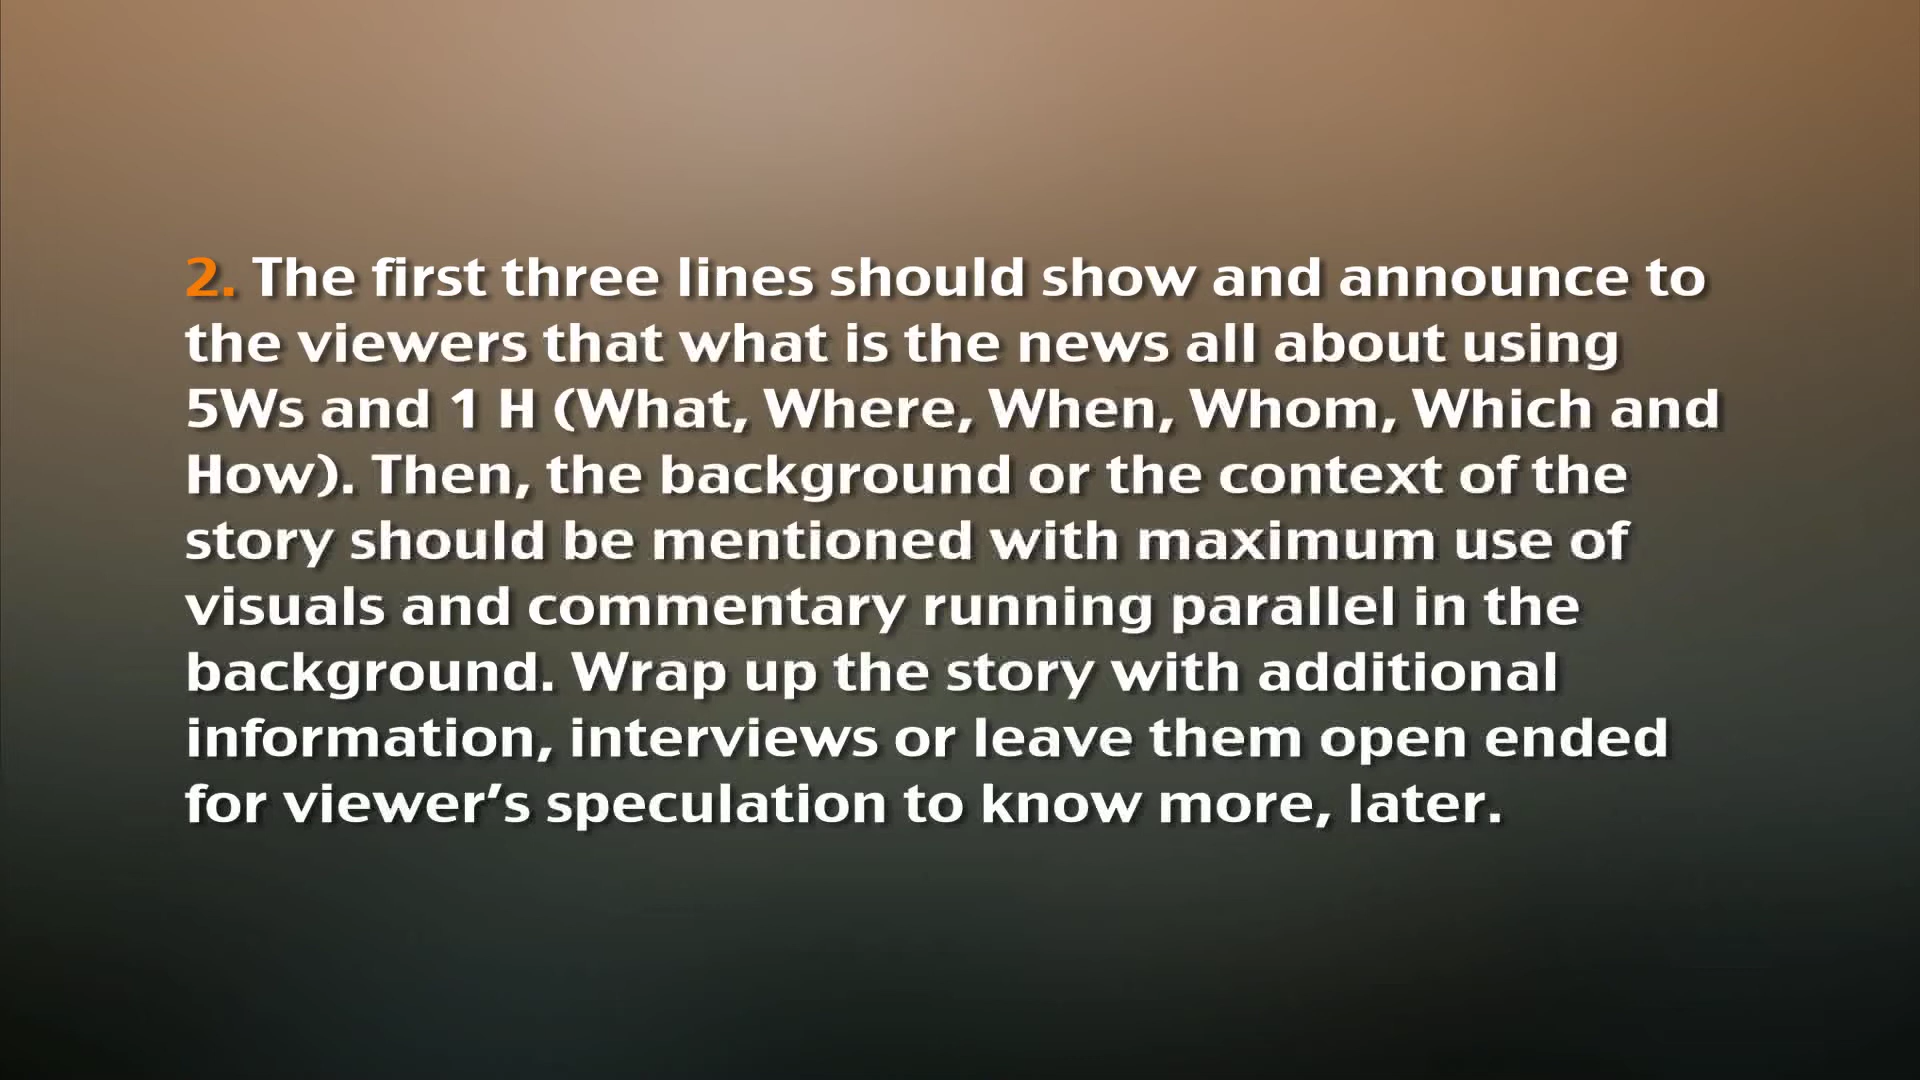 2. The first three lines should show and announce to
the viewers that what is the news all about using
5Ws and 1 H (What, Where, When, Whom, Which and
How). Then, the background or the context of the
story should be mentioned with maximum use of
visuals and commentary running parallel in the
background. Wrap up the story with additional
information, interviews or leave them open ended
for viewer’s speculation to know more, later.